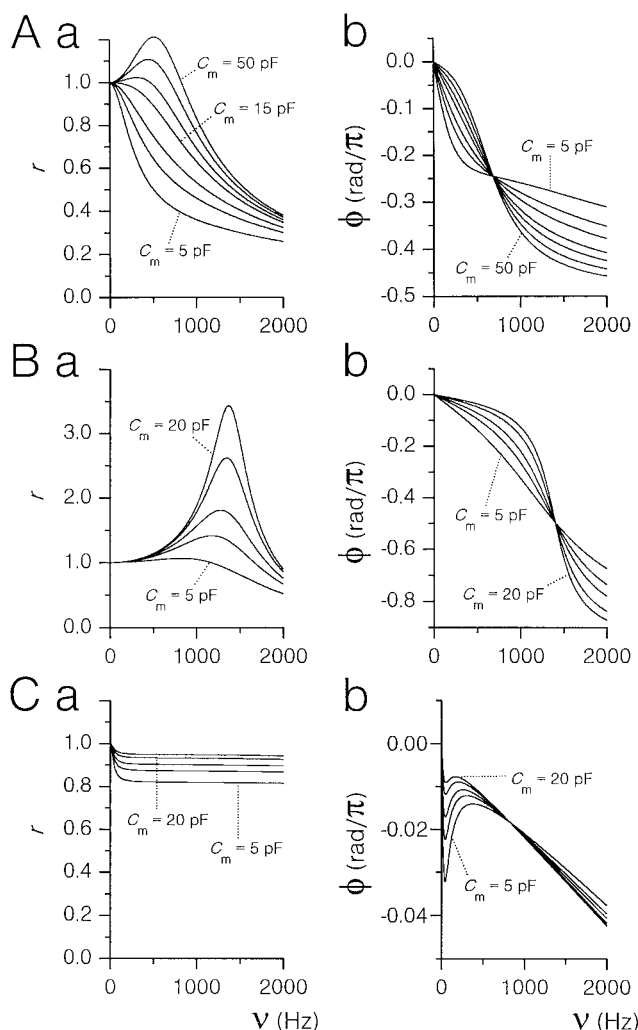 A a b
r
1.0
0.8
0.6
0.4
0.2
0.0
C_m = 50 pF
C_m = 15 pF
C_m = 5 pF
0 1000 2000
ϕ (rad/π)
0.0
-0.1
-0.2
-0.3
-0.4
-0.5
C_m = 5 pF
C_m = 50 pF
0 1000 2000
B a b
r
3.0
2.0
1.0
0.0
C_m = 20 pF
C_m = 5 pF
0 1000 2000
ϕ (rad/π)
0.0
-0.2
-0.4
-0.6
-0.8
C_m = 5 pF
C_m = 20 pF
0 1000 2000
C a b
r
1.0
0.8
0.6
0.4
0.2
0.0
C_m = 20 pF
C_m = 5 pF
0 1000 2000
ν (Hz)
ϕ (rad/π)
0.00
-0.02
-0.04
C_m = 20 pF
C_m = 5 pF
0 1000 2000
ν (Hz)